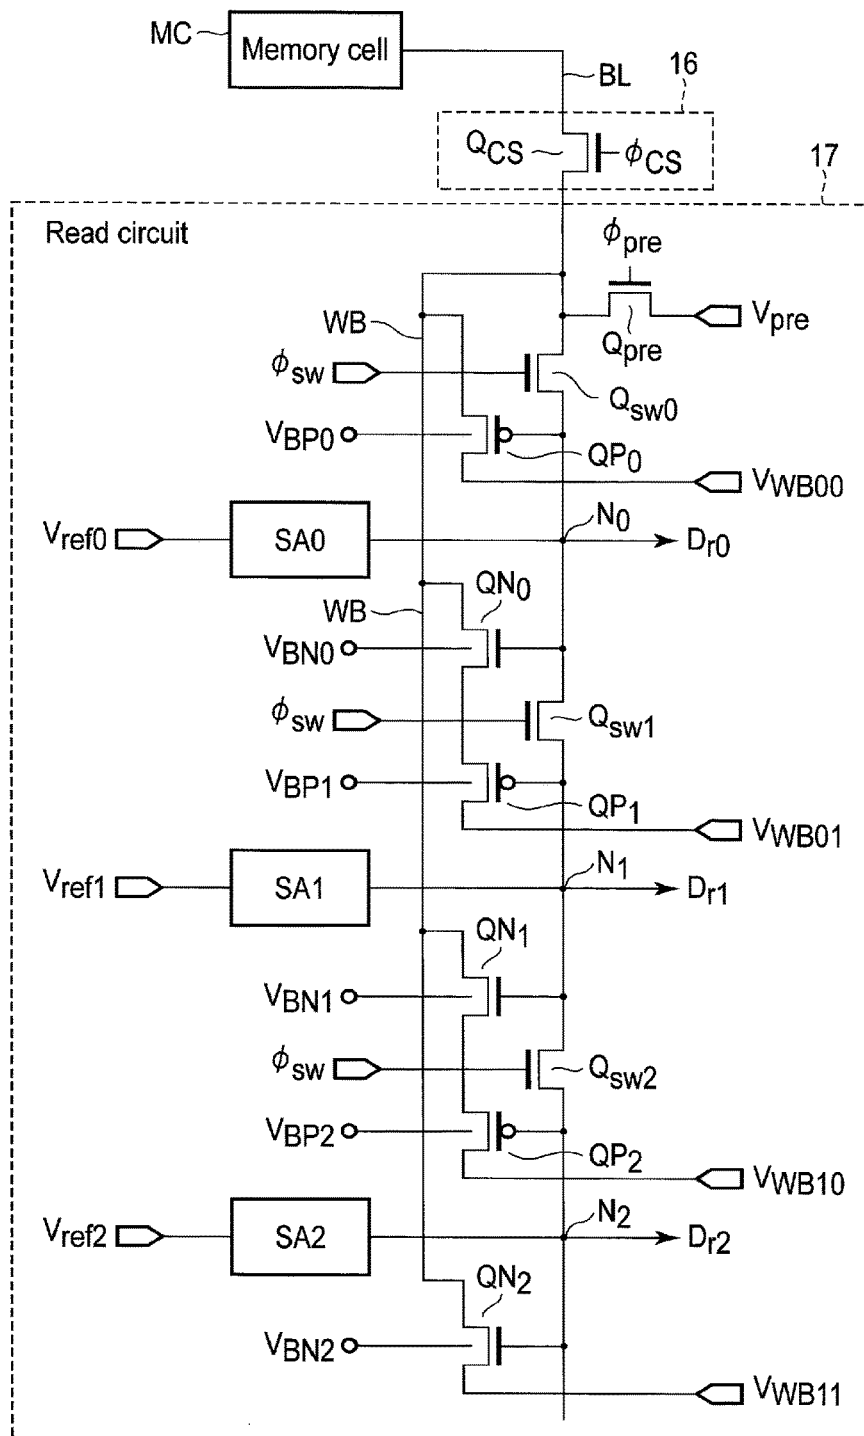 MC
Memory cell
BL
16
QCS
ϕCS
17
Read circuit
ϕpre
WB
Vpre
Qpre
ϕsw
Qsw0
VBP0
QP0
VWB00
Vref0
SA0
N0
Dr0
QN0
WB
VBN0
ϕsw
Qsw1
VBP1
QP1
VWB01
Vref1
SA1
N1
Dr1
QN1
VBN1
ϕsw
Qsw2
VBP2
QP2
VWB10
Vref2
SA2
N2
Dr2
QN2
VBN2
VWB11